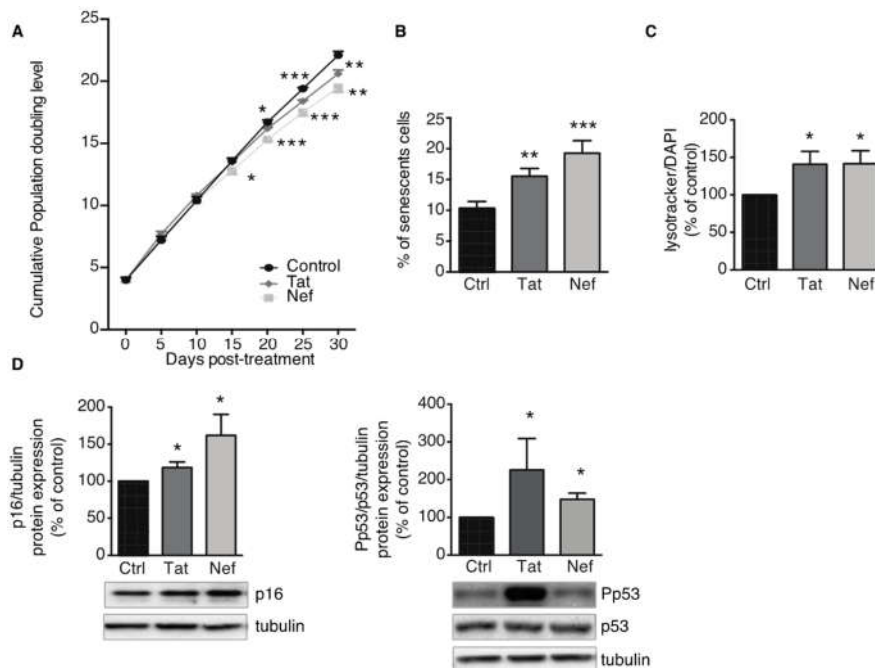 A
Cumulative Population doubling level
25
20
15
10
5
0
0 5 10 15 20 25 30
Days post-treatment
Control
Tat
Nef
*
***
**
*
***
***
**
B
% of senescents cells
25
20
15
10
5
0
**
***
Ctrl Tat Nef
C
lysotracker/DAPI
(% of control)
200
150
100
50
0
*
*
Ctrl Tat Nef
D
p16/tubulin
protein expression
(% of control)
200
150
100
50
0
*
*
Ctrl Tat Nef
p16
tubulin
Pp53/p53/tubulin
protein expression
(% of control)
400
300
200
100
0
*
*
Ctrl Tat Nef
Pp53
p53
tubulin